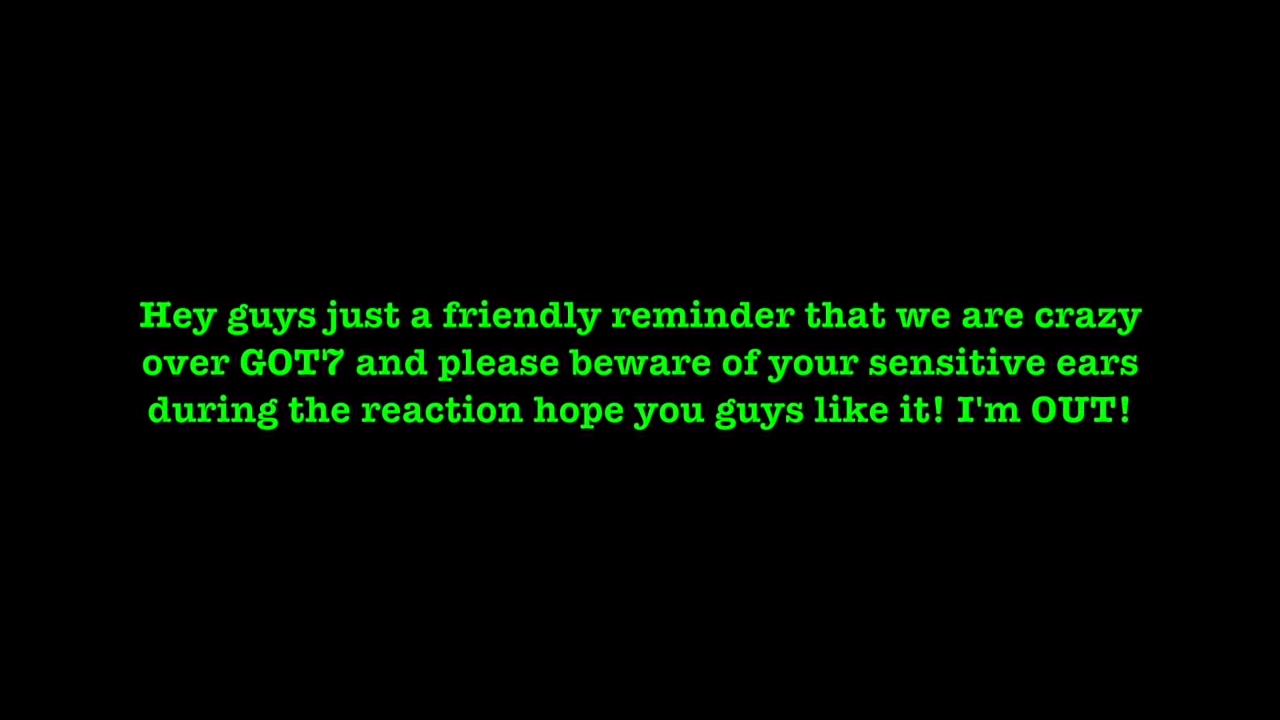 Hey guys just a friendly reminder that we are crazy
over GOT7 and please beware of your sensitive ears
during the reaction hope you guys like it! I'm OUT!